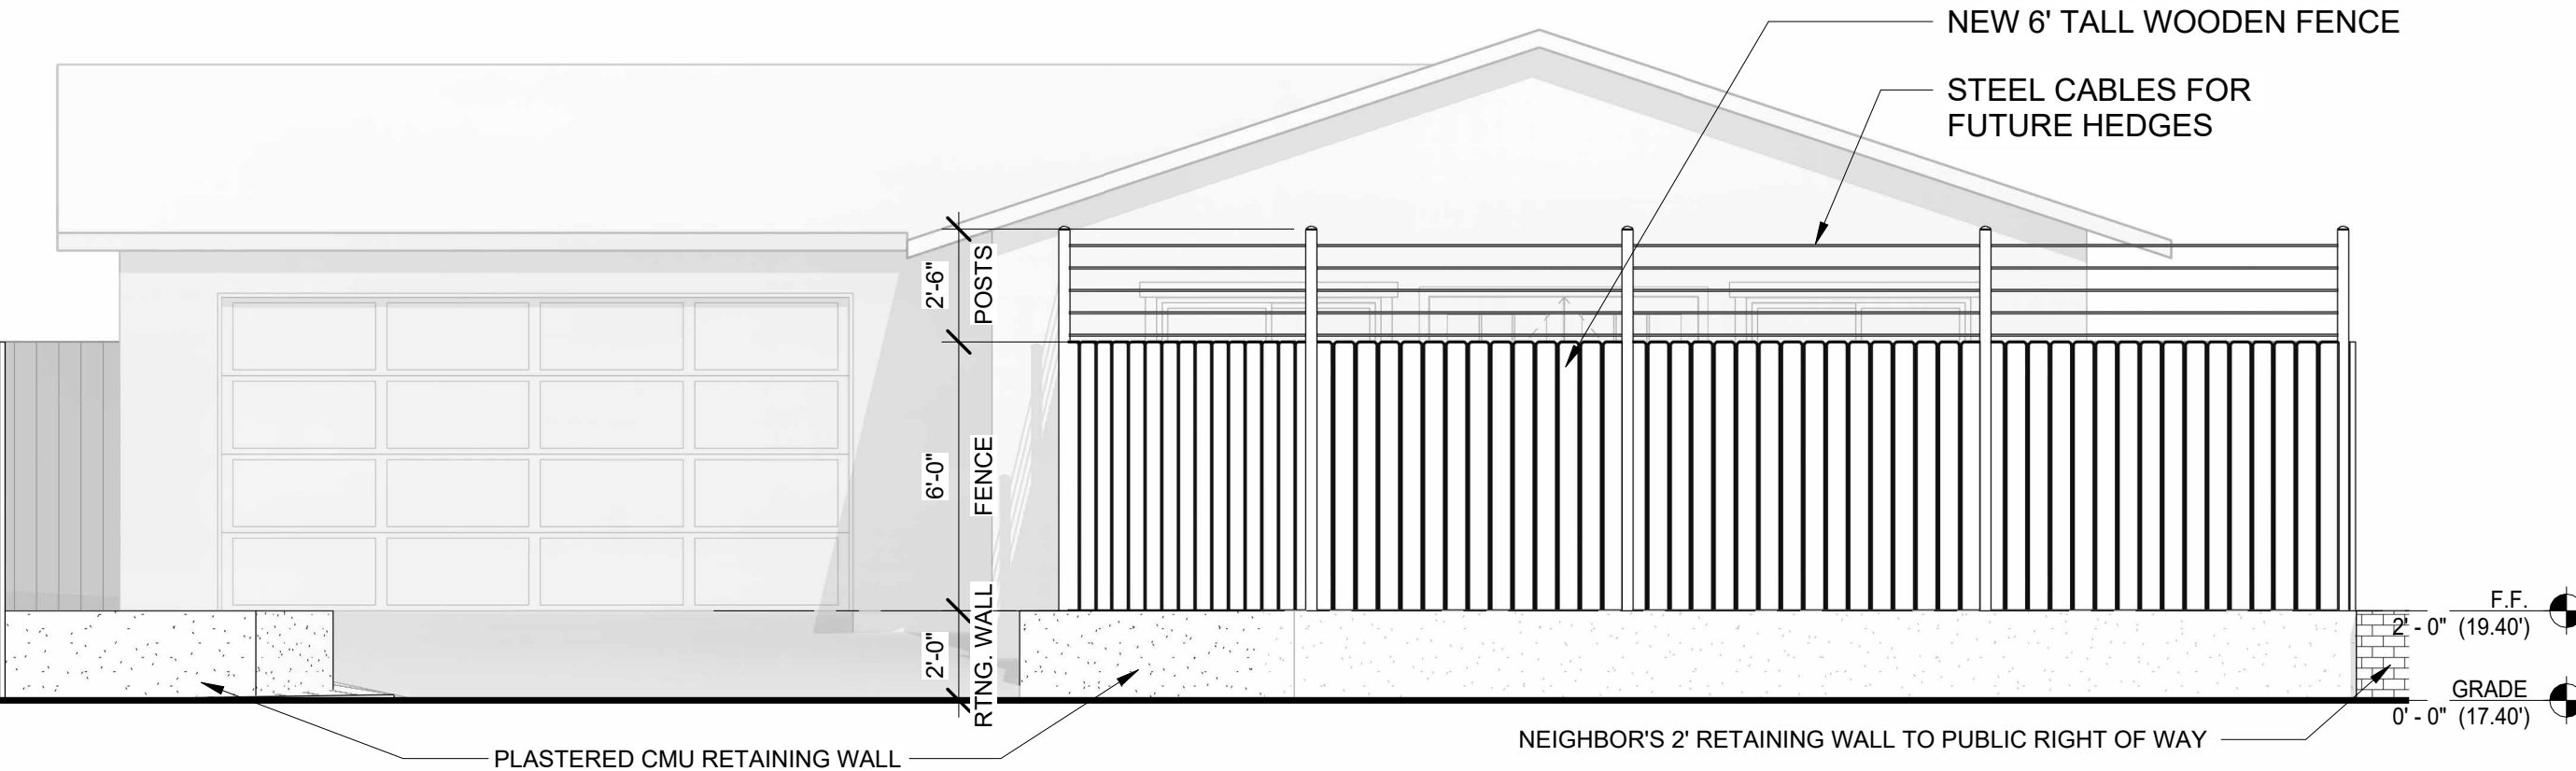 NEW 6' TALL WOODEN FENCE
STEEL CABLES FOR
FUTURE HEDGES
2'-6"
POSTS
6'-0"
FENCE
2'-0"
RTNG. WALL
F.F.
2' - 0" (19.40')
GRADE
0' - 0" (17.40')
NEIGHBOR'S 2' RETAINING WALL TO PUBLIC RIGHT OF WAY
PLASTERED CMU RETAINING WALL